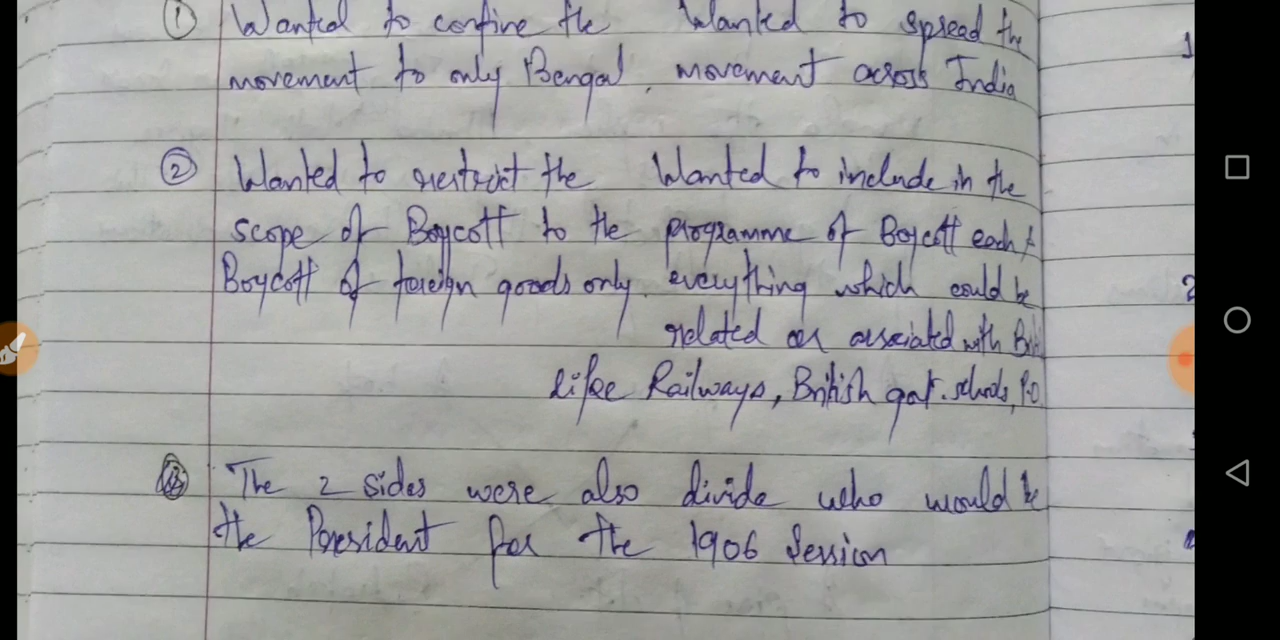 ① Wanted to confine the Wanted to spread the
movement to only Bengal. movement across India
② Wanted to restrict the Wanted to include in the
scope of Boycott to the programme of Boycott each &
Boycott of foreign goods only. everything which could be
related or associated with
like Railways, British gov. schools, P.O
The 2 sides were also divide who would be
the President for the 1906 Session
1
2